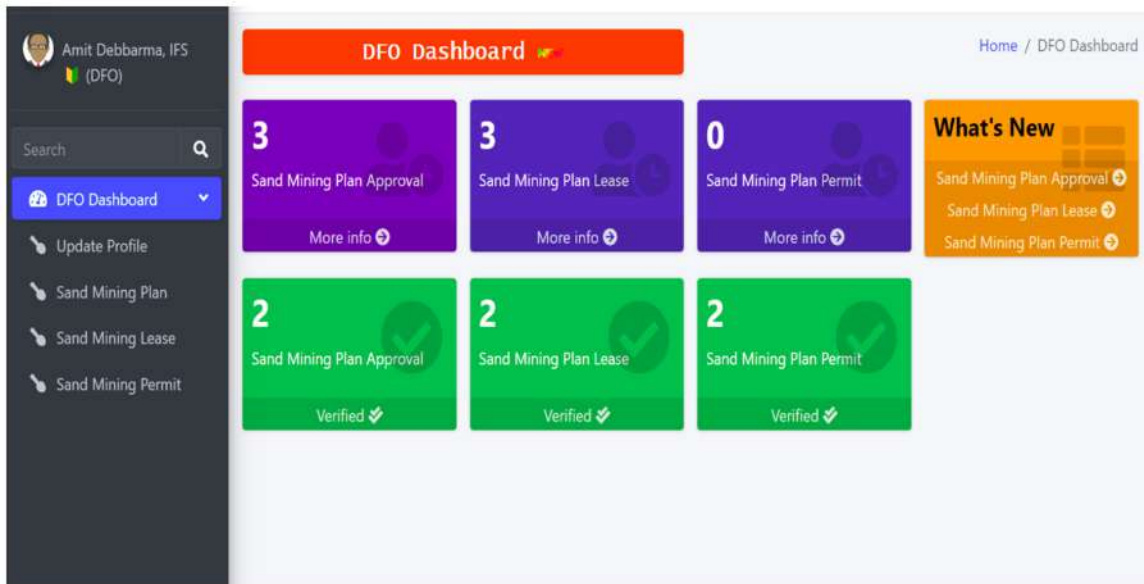 Amit Debbarma, IFS
(DFO)
Search
DFO Dashboard
Update Profile
Sand Mining Plan
Sand Mining Lease
Sand Mining Permit
DFO Dashboard
Home / DFO Dashboard
3
Sand Mining Plan Approval
More info
3
Sand Mining Plan Lease
More info
0
Sand Mining Plan Permit
More info
What's New
Sand Mining Plan Approval
Sand Mining Plan Lease
Sand Mining Plan Permit
2
Sand Mining Plan Approval
Verified
2
Sand Mining Plan Lease
Verified
2
Sand Mining Plan Permit
Verified